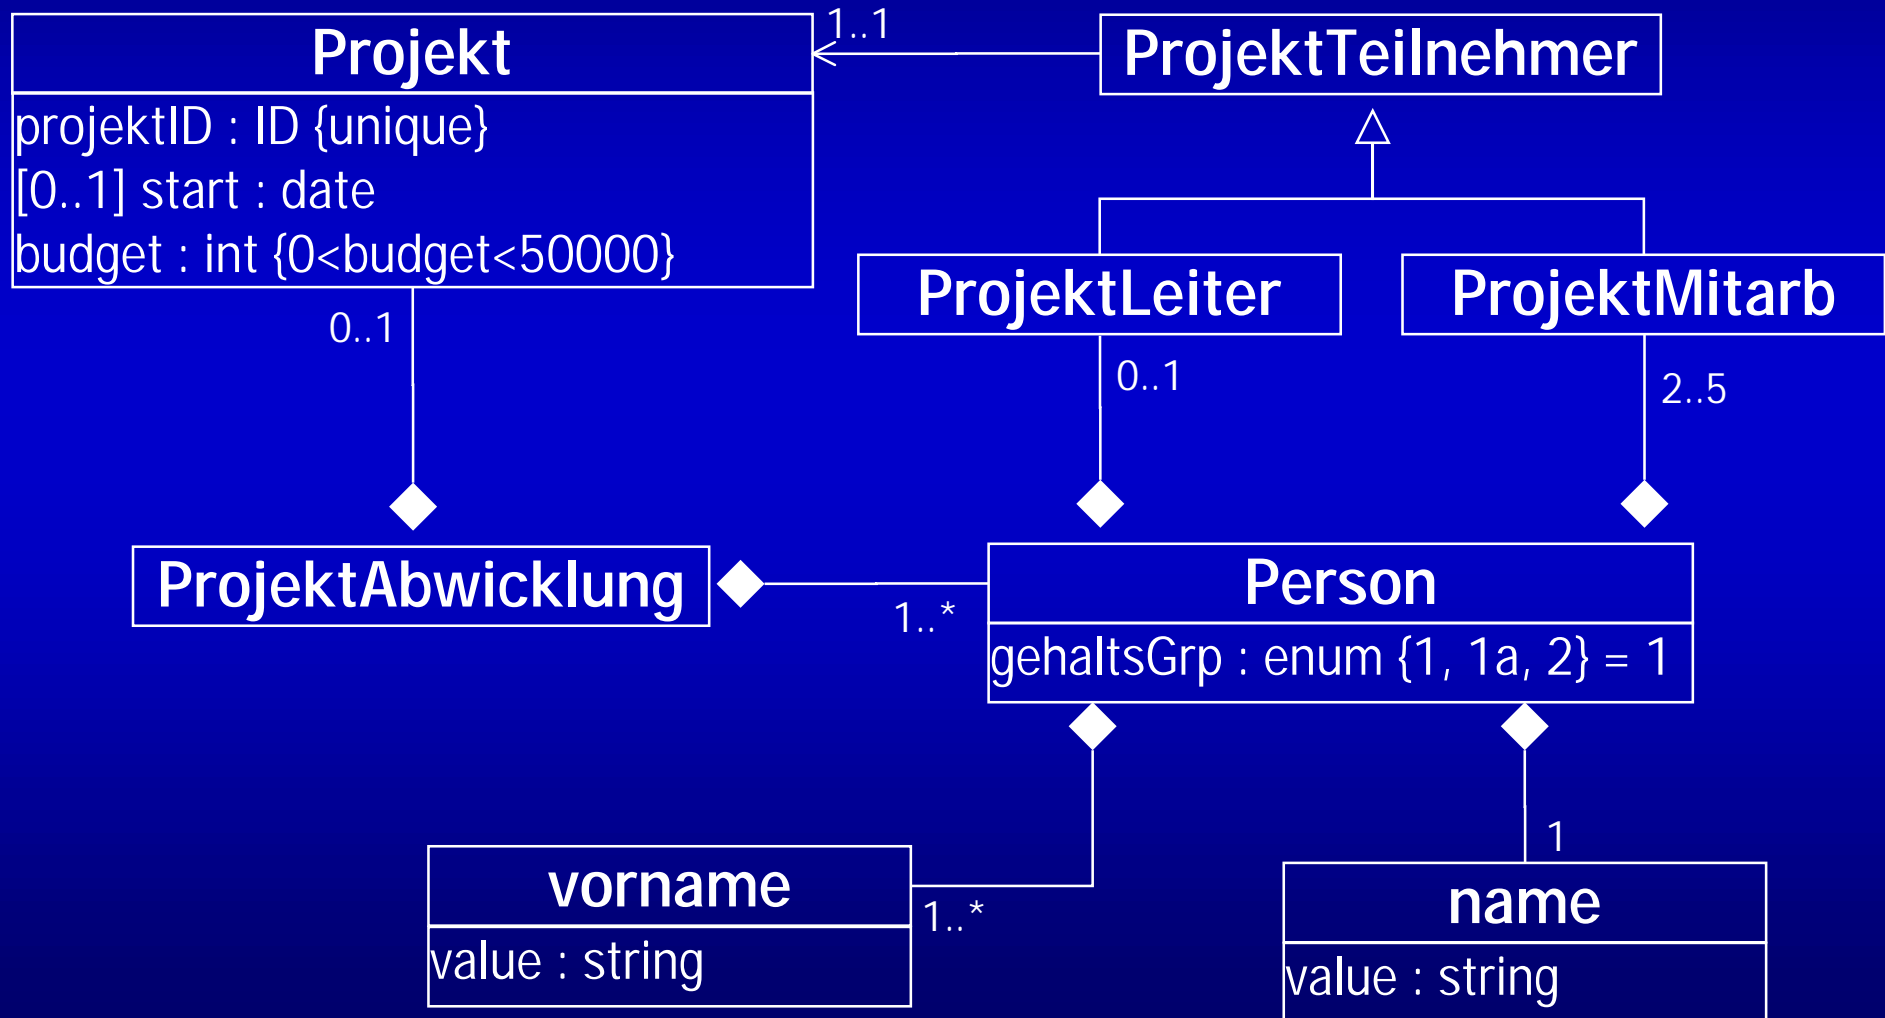 Projekt
projektID : ID {unique}
[0..1] start : date
budget : int {0<budget<50000}
1..1
ProjektTeilnehmer
ProjektLeiter
ProjektMitarb
0..1
0..1
2..5
ProjektAbwicklung
1..*
Person
gehaltsGrp : enum {1, 1a, 2} = 1
vorname
value : string
1..*
1
name
value : string